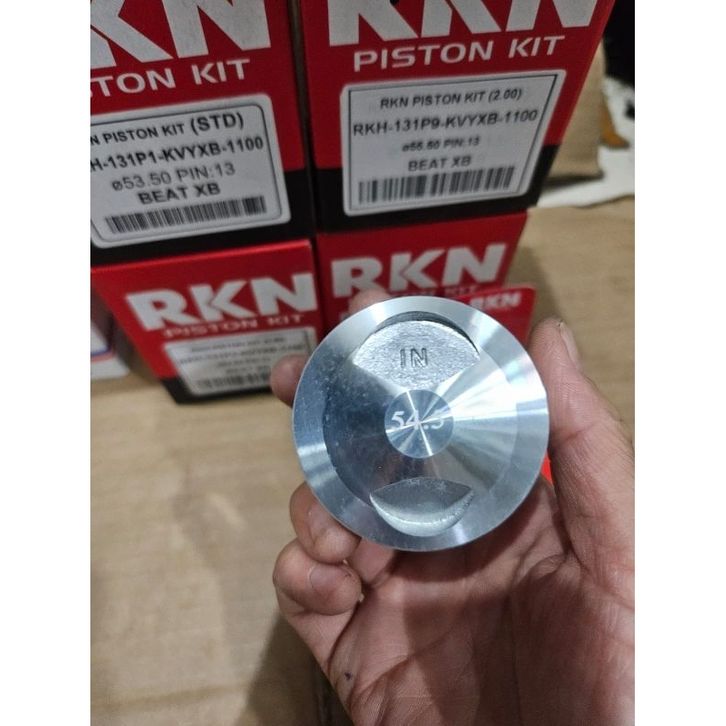 RKN
PISTON KIT
N PISTON KIT (STD)
H-131P1-KVYXB-1100
ø53.50 PIN:13
BEAT XB
RKN
PISTON KIT
RKN PISTON KIT (2.00)
RKH-131P9-KVYXB-1100
ø55.50 PIN:13
BEAT XB
RKN
PISTON KIT
RKN
PISTON KIT
RKN
IN
54.5